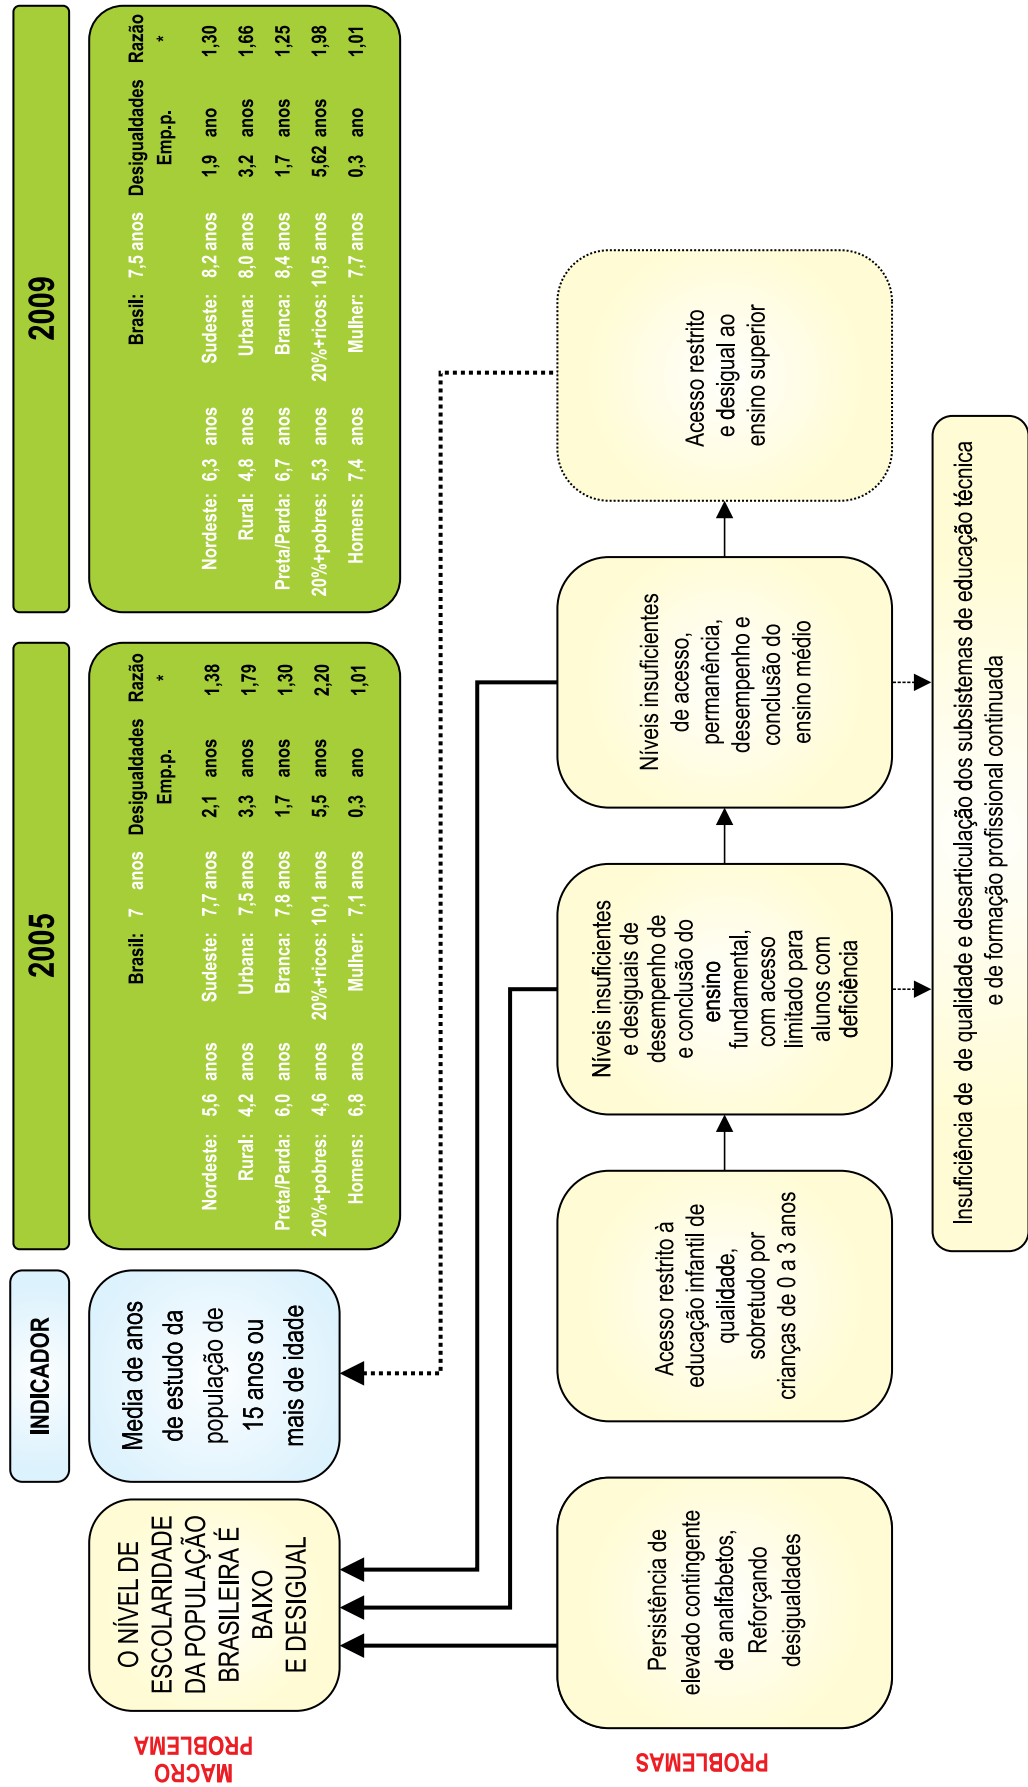 MACRO
PROBLEMA
O NÍVEL DE
ESCOLARIDADE
DA POPULAÇÃO
BRASILEIRA É
BAIXO
E DESIGUAL
INDICADOR
Media de anos
de estudo da
população de
15 anos ou
mais de idade
2005
Brasil: 7 anos Desigualdades Razão
Emp.p. *
Nordeste: 5,6 anos Sudeste: 7,7 anos 2,1 anos 1,38
Rural: 4,2 anos Urbana: 7,5 anos 3,3 anos 1,79
Preta/Parda: 6,0 anos Branca: 7,8 anos 1,7 anos 1,30
20%+pobres: 4,6 anos 20%+ricos: 10,1 anos 5,5 anos 2,20
Homens: 6,8 anos Mulher: 7,1 anos 0,3 ano 1,01
2009
Brasil: 7,5 anos Desigualdades Razão
Emp.p. *
Nordeste: 6,3 anos Sudeste: 8,2 anos 1,9 ano 1,30
Rural: 4,8 anos Urbana: 8,0 anos 3,2 anos 1,66
Preta/Parda: 6,7 anos Branca: 8,4 anos 1,7 anos 1,25
20%+pobres: 5,3 anos 20%+ricos: 10,5 anos 5,62 anos 1,98
Homens: 7,4 anos Mulher: 7,7 anos 0,3 ano 1,01
PROBLEMAS
Persistência de
elevado contingente
de analfabetos,
Reforçando
desigualdades
Acesso restrito à
educação infantil de
qualidade,
sobretudo por
crianças de 0 a 3 anos
Níveis insuficientes
e desiguais de
desempenho de
e conclusão do
ensino
fundamental,
com acesso
limitado para
alunos com
deficiência
Níveis insuficientes
de acesso,
permanência,
desempenho e
conclusão do
ensino médio
Acesso restrito
e desigual ao
ensino superior
Insuficiência de de qualidade e desarticulação dos subsistemas de educação técnica
e de formação profissional continuada